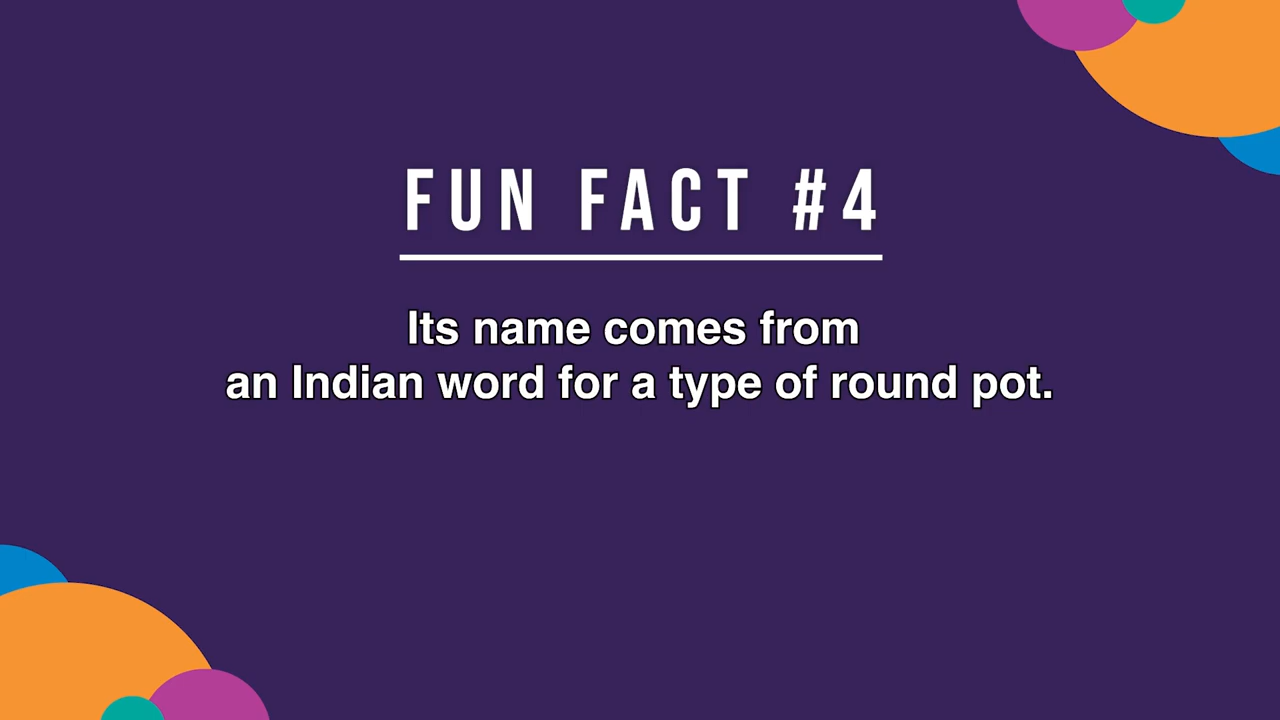 FUN FACT #4
Its name comes from
an Indian word for a type of round pot.